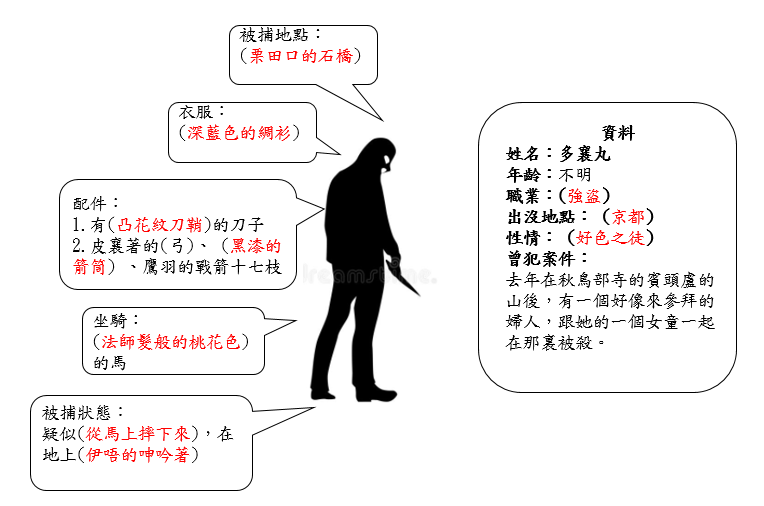 被捕地點：
(栗田口的石橋)
衣服：
(深藍色的綢衫)
配件：
1.有(凸花紋刀鞘)的刀子
2.皮裹著的(弓)、（黑漆的
箭筒）、鷹羽的戰箭十七枝
坐騎：
(法師髮般的桃花色)
的馬
被捕狀態：
疑似(從馬上摔下來)，在
地上(伊唔的呻吟著)
資料
姓名：多襄丸
年齡：不明
職業：(強盜)
出沒地點：（京都）
性情：（好色之徒）
曾犯案件：
去年在秋鳥部寺的賓頭盧的
山後，有一個好像來參拜的
婦人，跟她的一個女童一起
在那裏被殺。
dreamstime.